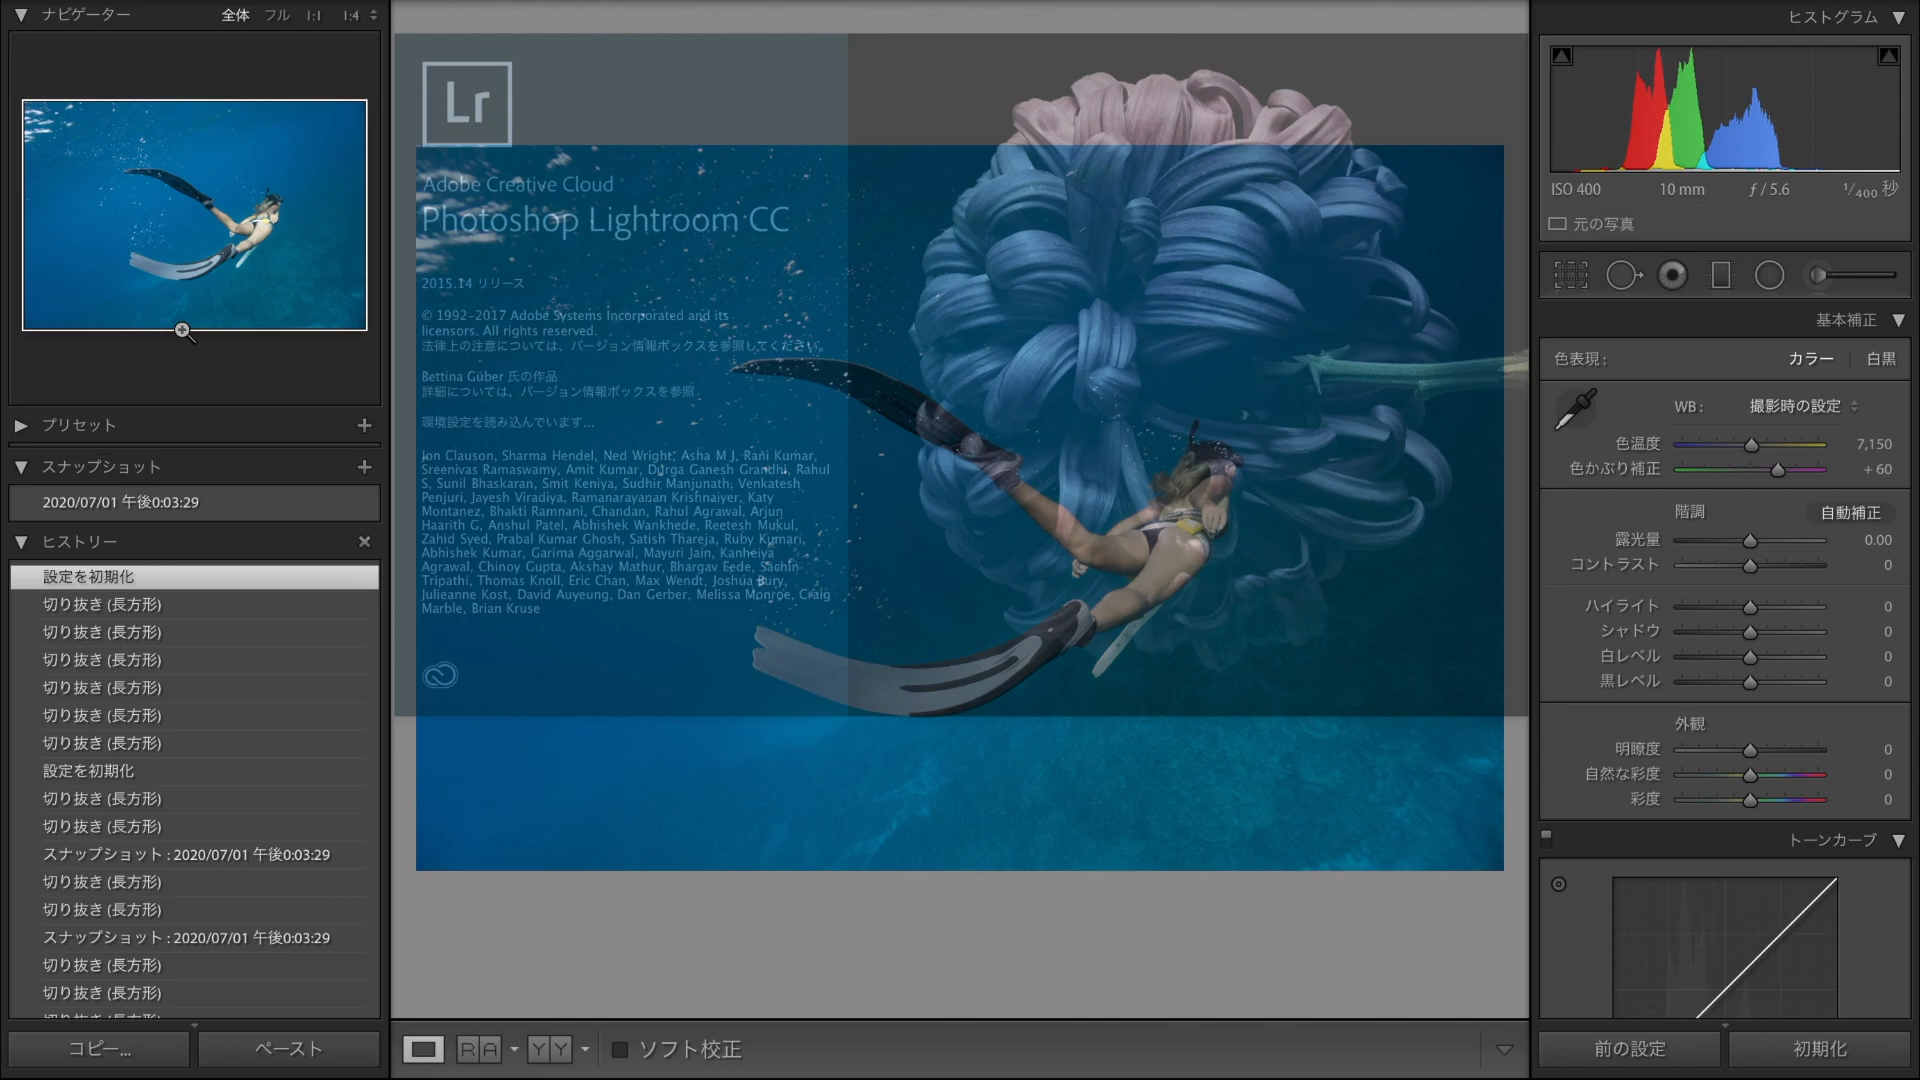 ナビゲーター
全体 フル 1:1 1:4
プリセット
スナップショット
2020/07/01 午後0:03:29
ヒストリー
設定を初期化
切り抜き (長方形)
切り抜き (長方形)
切り抜き (長方形)
切り抜き (長方形)
切り抜き (長方形)
切り抜き (長方形)
設定を初期化
切り抜き (長方形)
切り抜き (長方形)
スナップショット : 2020/07/01 午後0:03:29
切り抜き (長方形)
切り抜き (長方形)
スナップショット : 2020/07/01 午後0:03:29
切り抜き (長方形)
切り抜き (長方形)
コピー...
ペースト
Lr
Adobe Creative Cloud
Photoshop Lightroom CC
2015.14 リリース
© 1992-2017 Adobe Systems Incorporated and its
licensors. All rights reserved.
法律上の注意については、バージョン情報ボックスを参照してください。
Bettina Güber 氏の作品
詳細については、バージョン情報ボックスを参照
環境設定を読み込んでいます...
Jon Clauson, Sharma Hendel, Ned Wright, Asha M J, Rani Kumar,
Sreenivas Ramaswamy, Amit Kumar, Durga Ganesh Grandhi, Rahul
S, Sunil Bhaskaran, Smit Keniya, Sudhir Manjunath, Venkatesh
Penjuri, Jayesh Viradiya, Ramanarayanan Krishnaiyer, Katy
Montanez, Bhakti Ramnani, Chandan, Rahul Agrawal, Arjun
Haarith G, Anshul Patel, Abhishek Wankhede, Reetesh Mukul,
Zahid Syed, Prabal Kumar Ghosh, Satish Thareja, Ruby Kumari,
Abhishek Kumar, Garima Aggarwal, Mayuri Jain, Kanheiya
Agrawal, Chinoy Gupta, Akshay Mathur, Bhargav Eede, Sachin
Tripathi, Thomas Knoll, Eric Chan, Max Wendt, Joshua Bury,
Julieanne Kost, David Auyeung, Dan Gerber, Melissa Monroe, Craig
Marble, Brian Kruse
R A
Y Y
ソフト校正
ヒストグラム
ISO 400 10 mm ƒ / 5.6 1/400 秒
元の写真
基本補正
色表現 : カラー 白黒
WB : 撮影時の設定
色温度 7,150
色かぶり補正 + 60
階調 自動補正
露光量 0.00
コントラスト 0
ハイライト 0
シャドウ 0
白レベル 0
黒レベル 0
外観
明瞭度 0
自然な彩度 0
彩度 0
トーンカーブ
前の設定
初期化